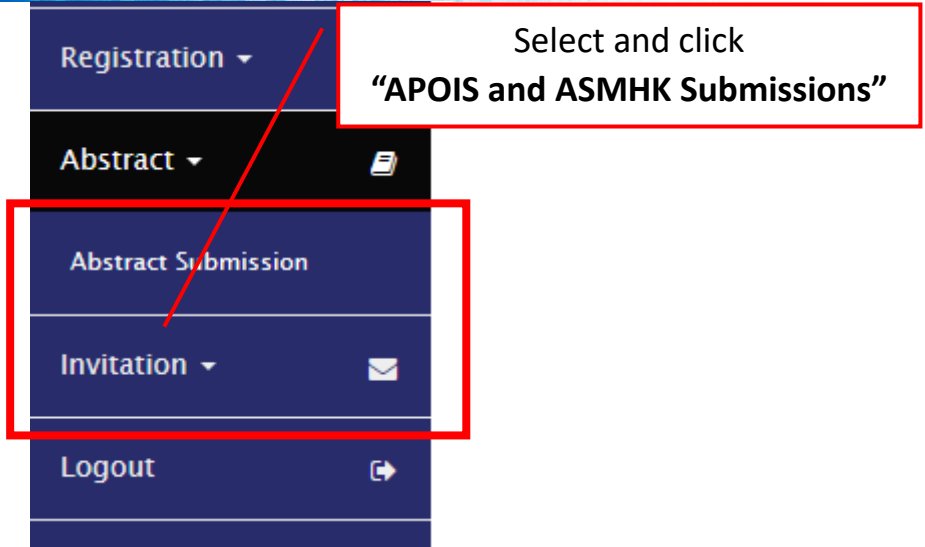 Registration
Select and click
“APOIS and ASMHK Submissions”
Abstract
Abstract Submission
Invitation
Logout